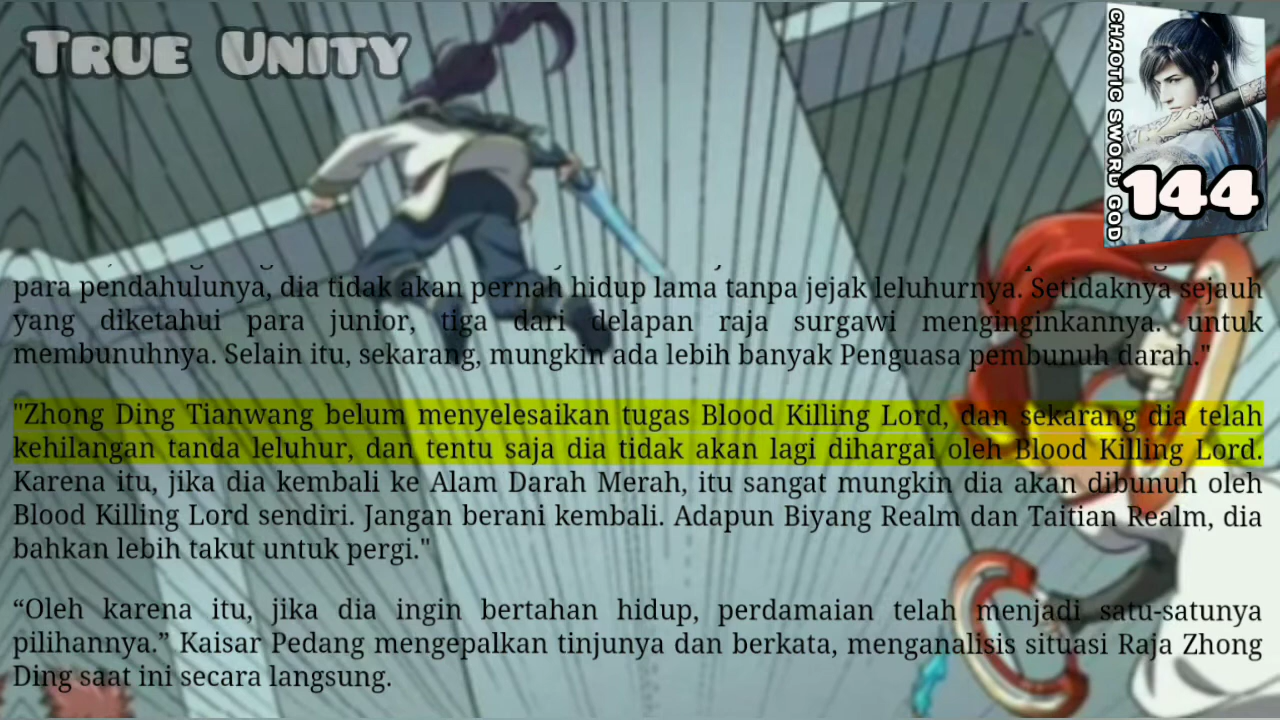 TRUE UNITY
CHAOTIC SWORD GOD
144
para pendahulunya, dia tidak akan pernah hidup lama tanpa jejak leluhurnya. Setidaknya sejauh
yang diketahui para junior, tiga dari delapan raja surgawi menginginkannya. untuk
membunuhnya. Selain itu, sekarang, mungkin ada lebih banyak Penguasa pembunuh darah."
"Zhong Ding Tianwang belum menyelesaikan tugas Blood Killing Lord, dan sekarang dia telah
kehilangan tanda leluhur, dan tentu saja dia tidak akan lagi dihargai oleh Blood Killing Lord.
Karena itu, jika dia kembali ke Alam Darah Merah, itu sangat mungkin dia akan dibunuh oleh
Blood Killing Lord sendiri. Jangan berani kembali. Adapun Biyang Realm dan Taitian Realm, dia
bahkan lebih takut untuk pergi."
“Oleh karena itu, jika dia ingin bertahan hidup, perdamaian telah menjadi satu-satunya
pilihannya.” Kaisar Pedang mengepalkan tinjunya dan berkata, menganalisis situasi Raja Zhong
Ding saat ini secara langsung.